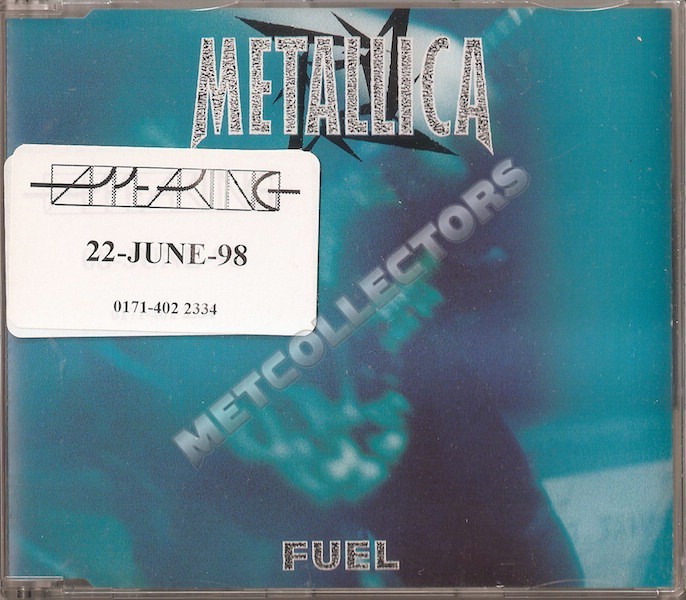 METALLICA
APPEARING
22-JUNE-98
0171-402 2334
METCOLLECTORS
FUEL